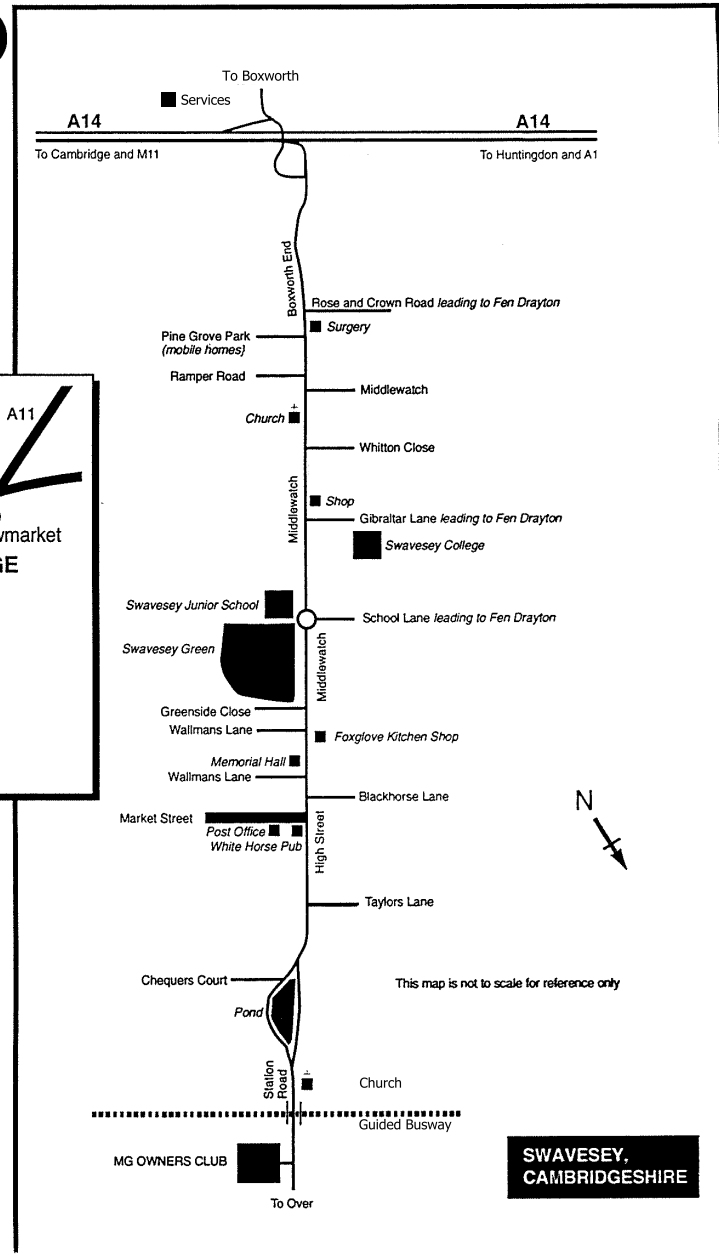 To Boxworth
Services
A14
A14
To Cambridge and M11
To Huntingdon and A1
Boxworth End
Rose and Crown Road leading to Fen Drayton
Surgery
Pine Grove Park
(mobile homes)
Ramper Road
Middlewatch
A11
Church
Whitton Close
Middlewatch
Shop
Gibraltar Lane leading to Fen Drayton
wmarket
Swavesey College
GE
Swavesey Junior School
School Lane leading to Fen Drayton
Swavesey Green
Middlewatch
Greenside Close
Wallmans Lane
Foxglove Kitchen Shop
Memorial Hall
Wallmans Lane
Blackhorse Lane
N
Market Street
Post Office
White Horse Pub
High Street
Taylors Lane
Chequers Court
This map is not to scale for reference only
Pond
Station
Road
Church
Guided Busway
MG OWNERS CLUB
SWAVESEY,
CAMBRIDGESHIRE
To Over